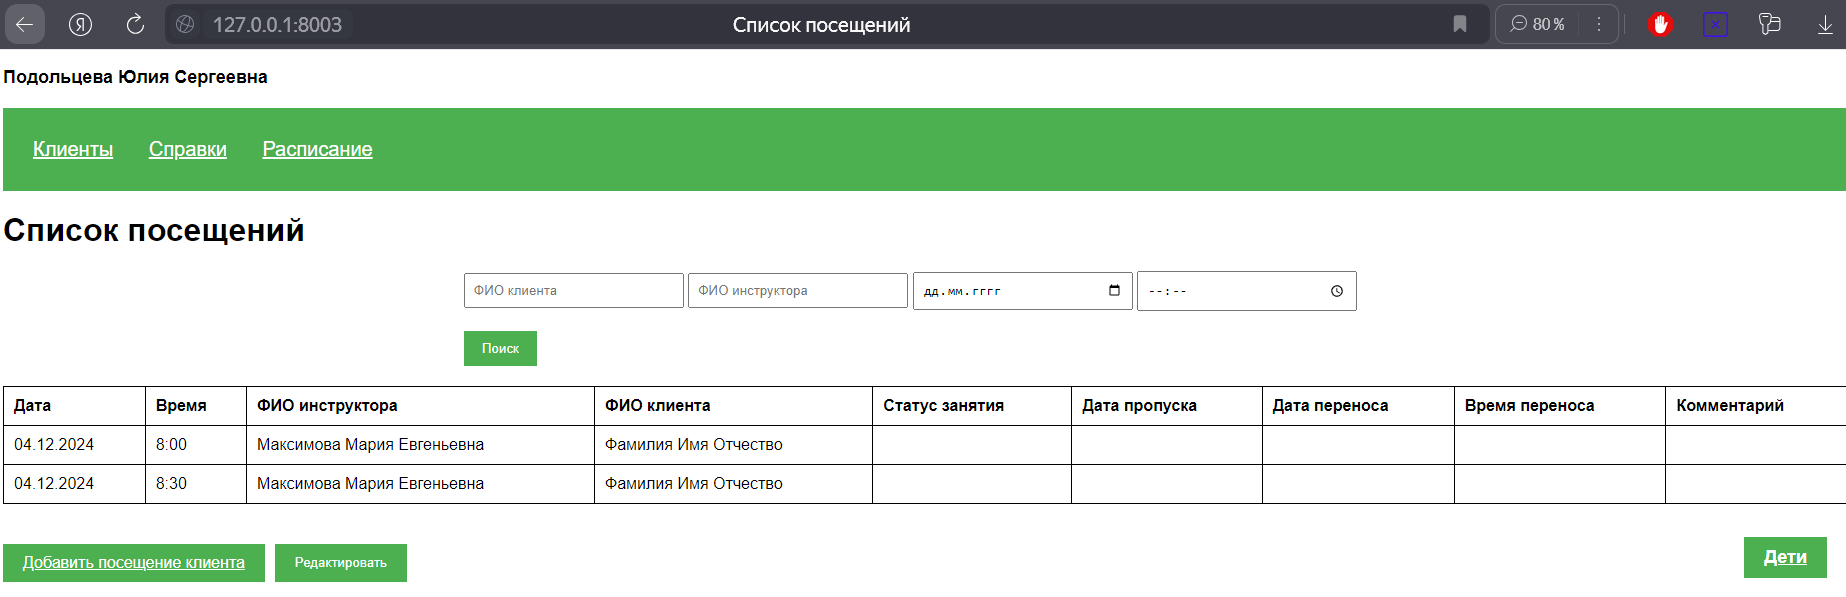 127.0.0.1:8003 Список посещений 80 %
Подольцева Юлия Сергеевна
Клиенты Справки Расписание
Список посещений
ФИО клиента ФИО инструктора дд.мм.гггг --:--
Поиск
Дата Время ФИО инструктора ФИО клиента Статус занятия Дата пропуска Дата переноса Время переноса Комментарий
04.12.2024 8:00 Максимова Мария Евгеньевна Фамилия Имя Отчество
04.12.2024 8:30 Максимова Мария Евгеньевна Фамилия Имя Отчество
Добавить посещение клиента Редактировать Дети